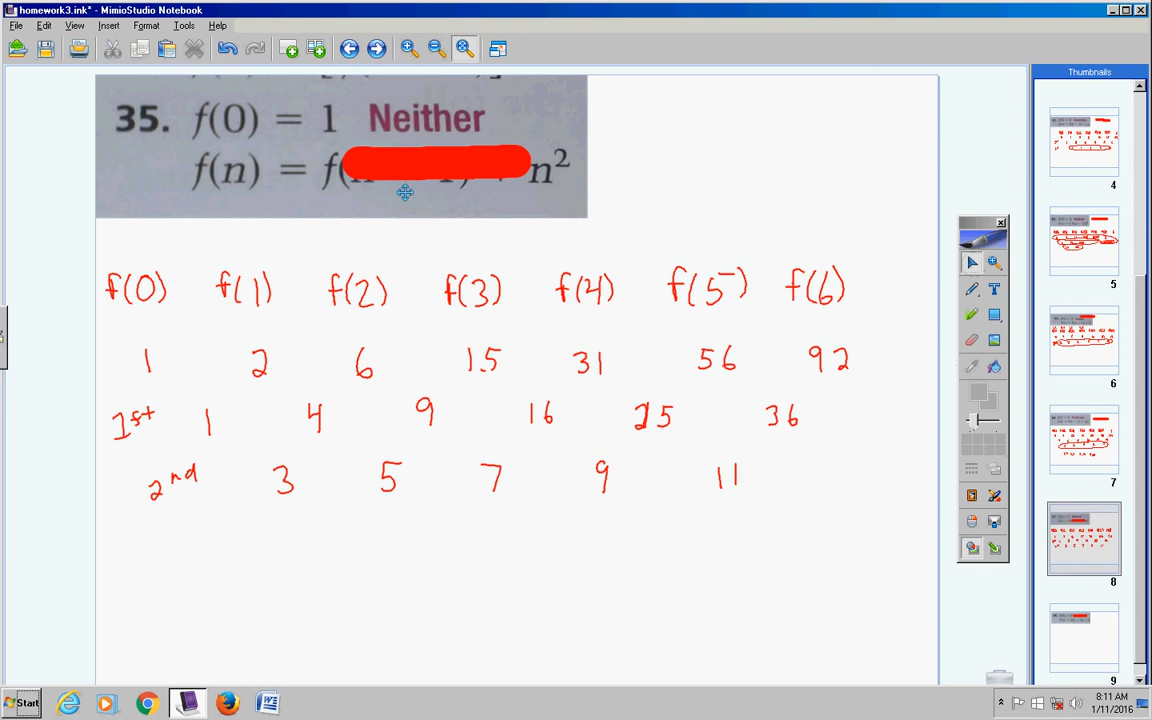 homework3.ink* - MimioStudio Notebook
File Edit View Insert Format Tools Help
35. f(0) = 1 Neither
f(n) = f( n²
f(0) f(1) f(2) f(3) f(4) f(5) f(6)
1 2 6 15 31 56 92
1st 1 4 9 16 25 36
2nd 3 5 7 9 11
Thumbnails
4
5
6
7
8
9
Start
8:11 AM
1/11/2016